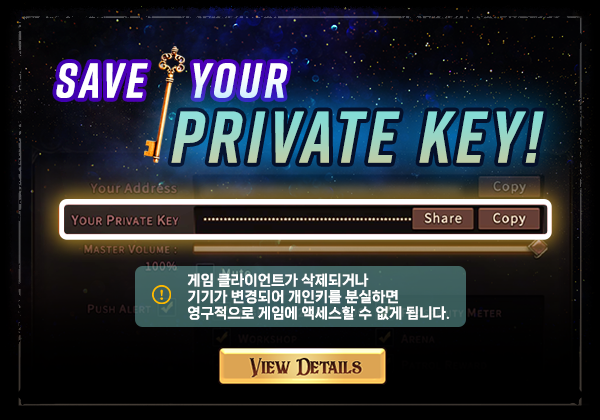 SAVE YOUR
PRIVATE KEY!
Your Address
Copy
YOUR PRIVATE KEY
Share
Copy
MASTER VOLUME :
100%
Mute
게임 클라이언트가 삭제되거나
기기가 변경되어 개인키를 분실하면
영구적으로 게임에 액세스할 수 없게 됩니다.
PUSH ALERT
METER
WORKSHOP
ARENA
VIEW DETAILS